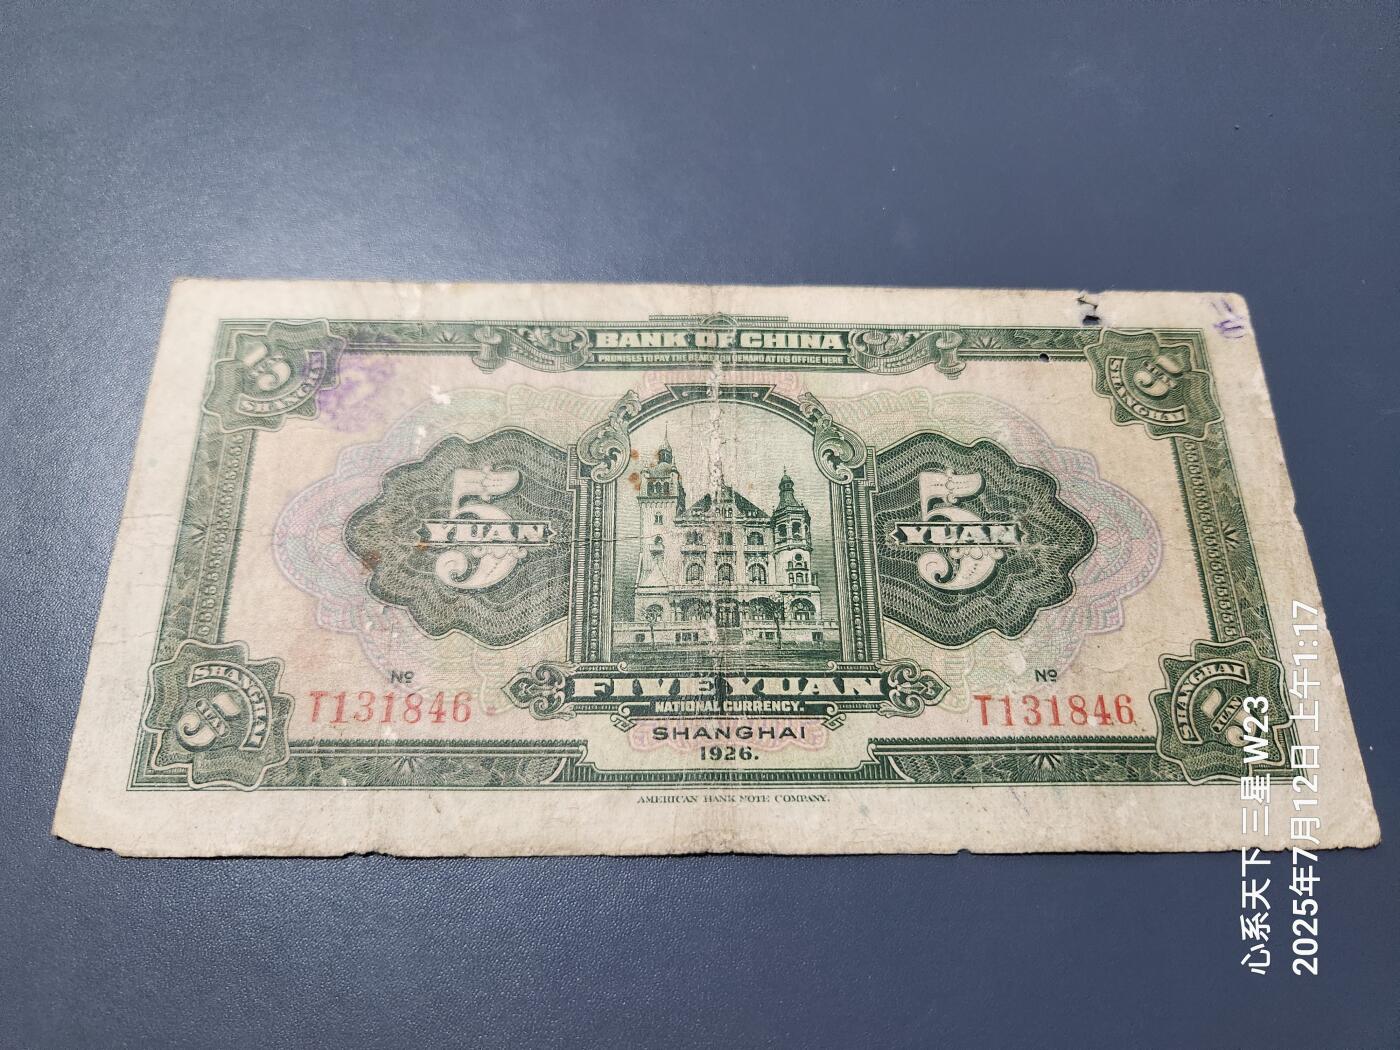 BANK OF CHINA
PROMISES TO PAY THE BEARER ON DEMAND AT ITS OFFICE HERE
5
YUAN
SHANGHAI
5
YUAN
SHANGHAI
5
YUAN
5
YUAN
Nº
T131846
Nº
T131846
SHANGHAI
5
YUAN
SHANGHAI
5
YUAN
FIVE YUAN
NATIONAL CURRENCY.
SHANGHAI
1926.
AMERICAN BANK NOTE COMPANY.
心系天下三星 W23
2025年7月12日 上午1:17